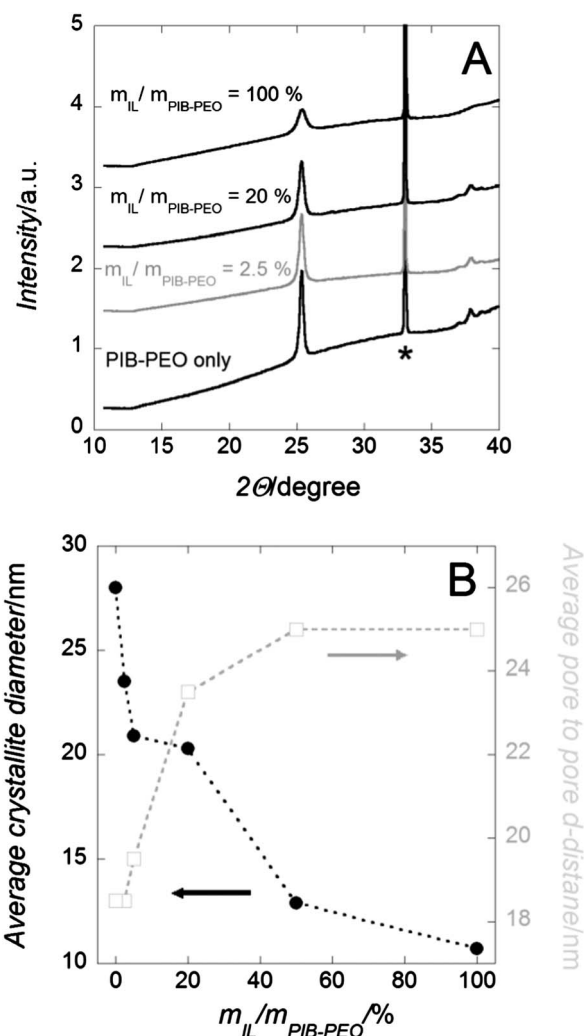 5
A
m_IL / m_PIB-PEO = 100 %
4
m_IL / m_PIB-PEO = 20 %
3
Intensity/a.u.
m_IL / m_PIB-PEO = 2.5 %
2
PIB-PEO only
1
*
0
10 15 20 25 30 35 40
2Θ/degree
30
B
26
25
25
22
20
20
15
18
10
0 20 40 60 80 100
Average crystallite diameter/nm
Average pore to pore d-distane/nm
m_IL/m_PIB-PEO/%